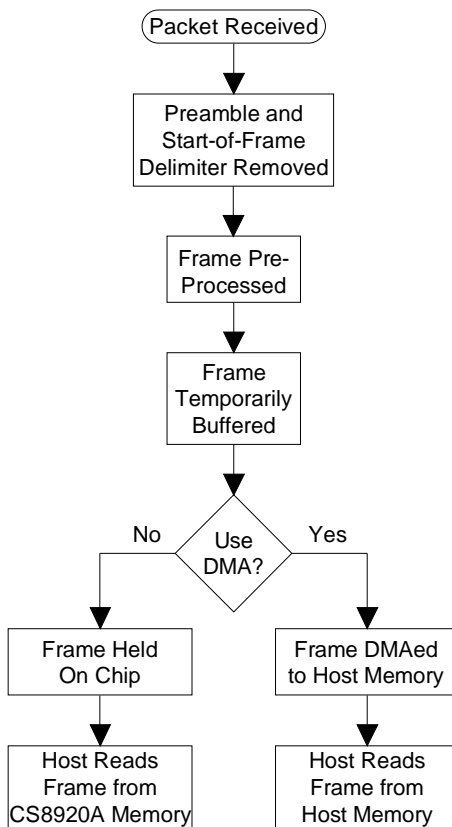 Packet Received
Preamble and
Start-of-Frame
Delimiter Removed
Frame Pre-
Processed
Frame
Temporarily
Buffered
Use
DMA?
No
Yes
Frame Held
On Chip
Frame DMAed
to Host Memory
Host Reads
Frame from
CS8920A Memory
Host Reads
Frame from
Host Memory